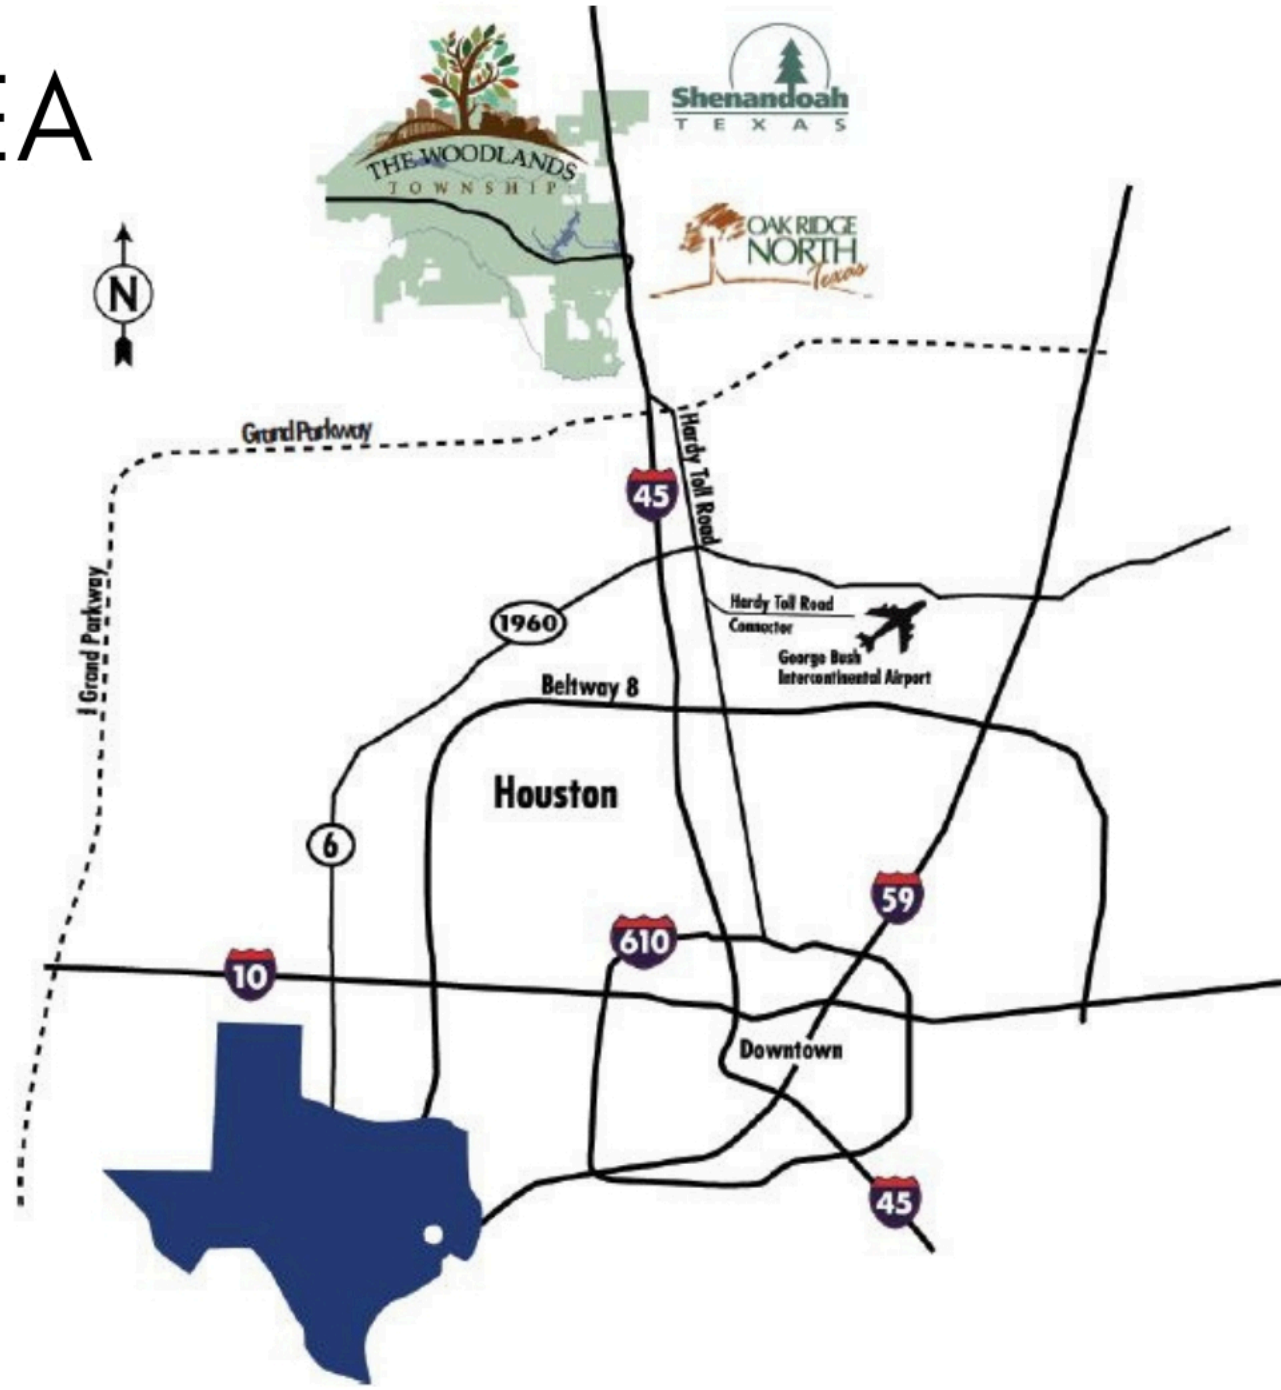 EA
THE WOODLANDS
TOWNSHIP
Shenandoah
TEXAS
OAK RIDGE
NORTH
Texas
N
Grand Parkway
Hardy Toll Road
45
Grand Parkway
1960
Hardy Toll Road
Connector
George Bush
Intercontinental Airport
Beltway 8
Houston
6
59
610
10
Downtown
45